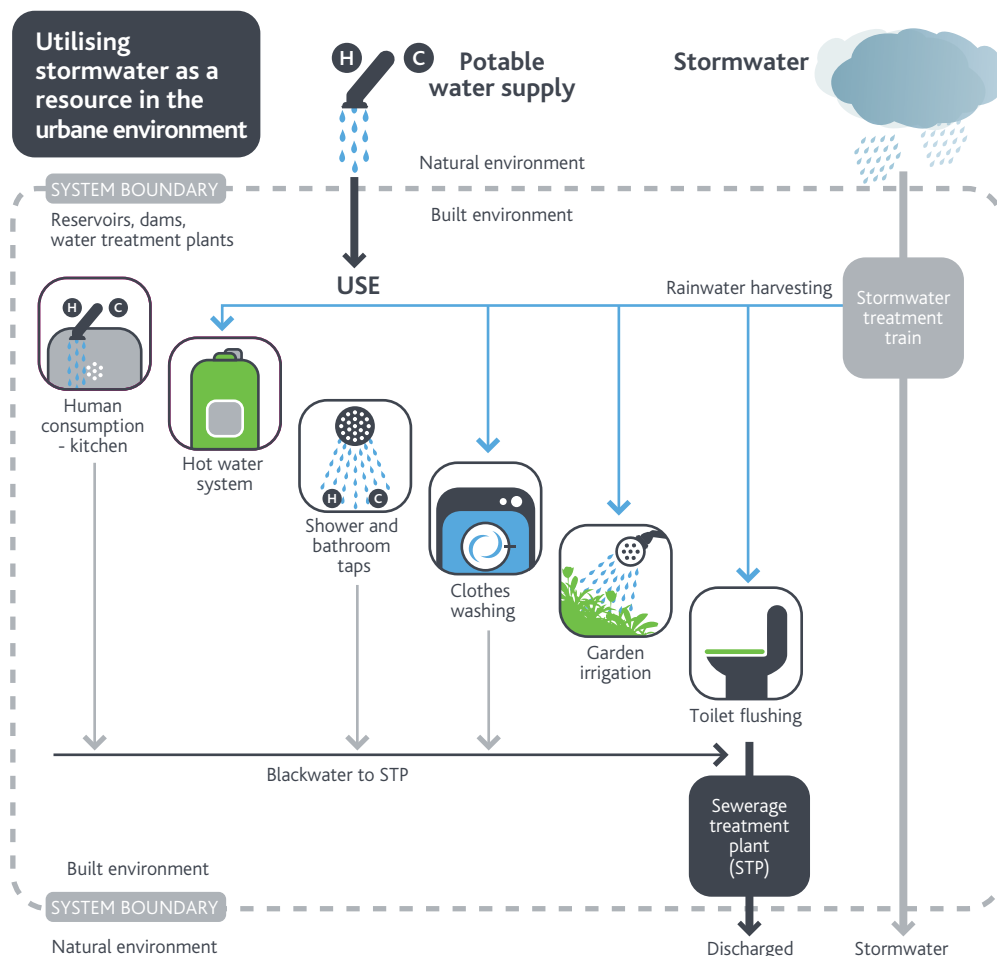 Utilising
stormwater as a
resource in the
urbane environment
H
C
Potable
water supply
Stormwater
Natural environment
SYSTEM BOUNDARY
Built environment
Reservoirs, dams,
water treatment plants
USE
Rainwater harvesting
Stormwater
treatment
train
H
C
Human
consumption
- kitchen
Hot water
system
H
C
Shower and
bathroom
taps
Clothes
washing
Garden
irrigation
Toilet flushing
Blackwater to STP
Sewerage
treatment
plant
(STP)
Built environment
SYSTEM BOUNDARY
Natural environment
Discharged
Stormwater